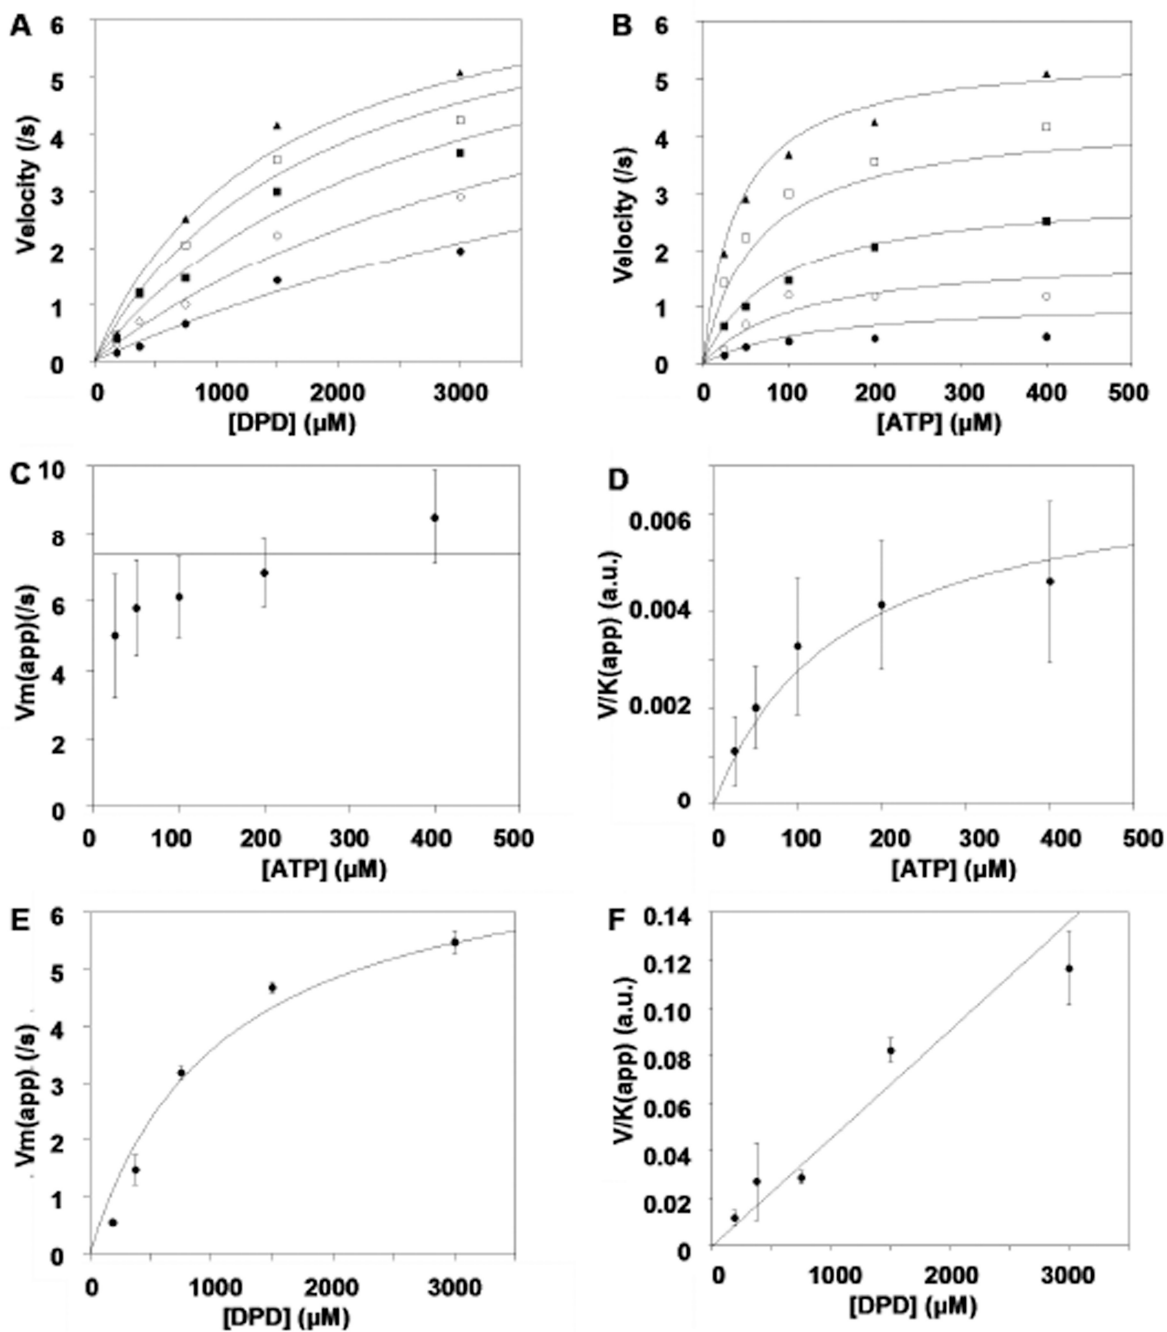 A
6
5
4
3
2
1
0
Velocity (/s)
0 1000 2000 3000
[DPD] (µM)
B
6
5
4
3
2
1
0
Velocity (/s)
0 100 200 300 400 500
[ATP] (µM)
C
10
8
6
4
2
0
Vm(app)(/s)
0 100 200 300 400 500
[ATP] (µM)
D
0.006
0.004
0.002
0
V/K(app) (a.u.)
0 100 200 300 400 500
[ATP] (µM)
E
6
5
4
3
2
1
0
Vm(app) (/s)
0 1000 2000 3000
[DPD] (µM)
F
0.14
0.12
0.10
0.08
0.06
0.04
0.02
0
V/K(app) (a.u.)
0 1000 2000 3000
[DPD] (µM)